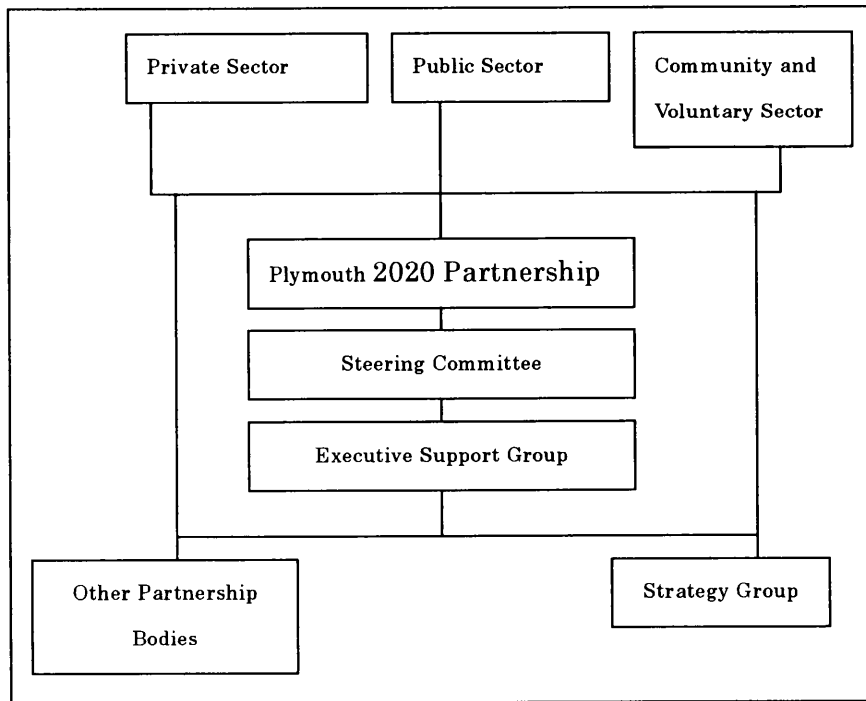 Private Sector
Public Sector
Community and
Voluntary Sector
Plymouth 2020 Partnership
Steering Committee
Executive Support Group
Other Partnership
Bodies
Strategy Group